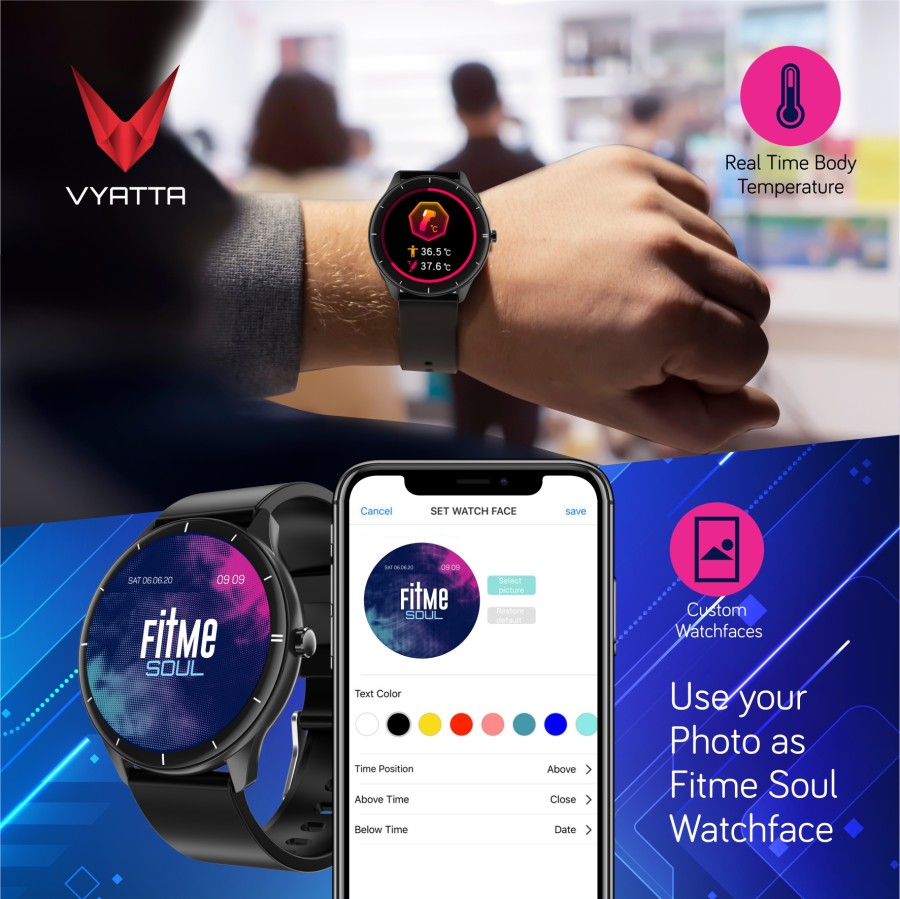 VYATTA
Real Time Body
Temperature
°C
36.5 °C
37.6 °C
SAT 06.06.20 09 09
FitMe
SOUL
Cancel SET WATCH FACE save
SAT 06.06.20 09 09
FitMe
SOUL
Select
picture
Restore
default
Text Color
Time Position Above
Above Time Close
Below Time Date
Custom
Watchfaces
Use your
Photo as
Fitme Soul
Watchface